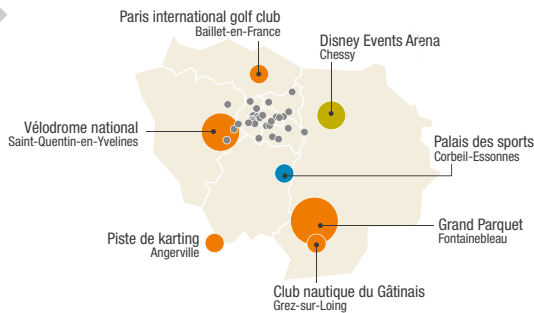 Paris international golf club
Baillet-en-France
Disney Events Arena
Chessy
Vélodrome national
Saint-Quentin-en-Yvelines
Palais des sports
Corbeil-Essonnes
Grand Parquet
Fontainebleau
Piste de karting
Angerville
Club nautique du Gâtinais
Grez-sur-Loing